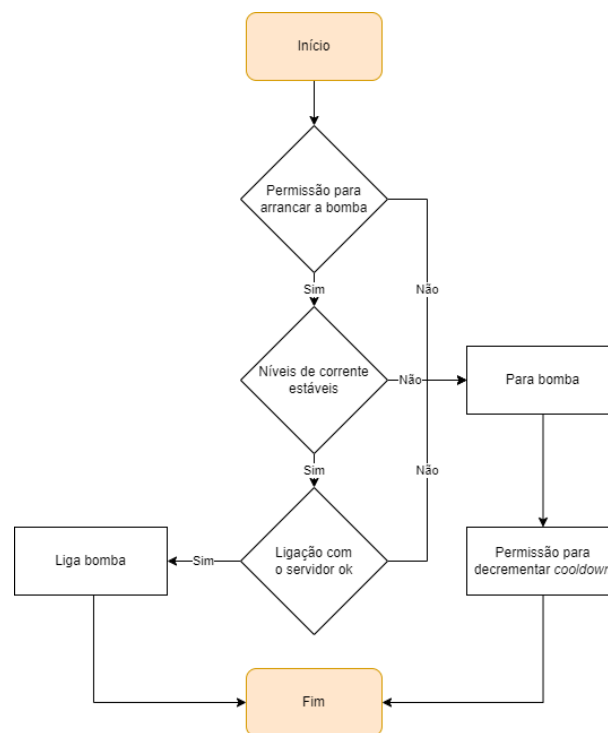 Início
Permissão para
arrancar a bomba
Sim
Não
Níveis de corrente
estáveis
Não
Para bomba
Sim
Não
Liga bomba
Sim
Ligação com
o servidor ok
Permissão para
decrementar cooldown
Fim